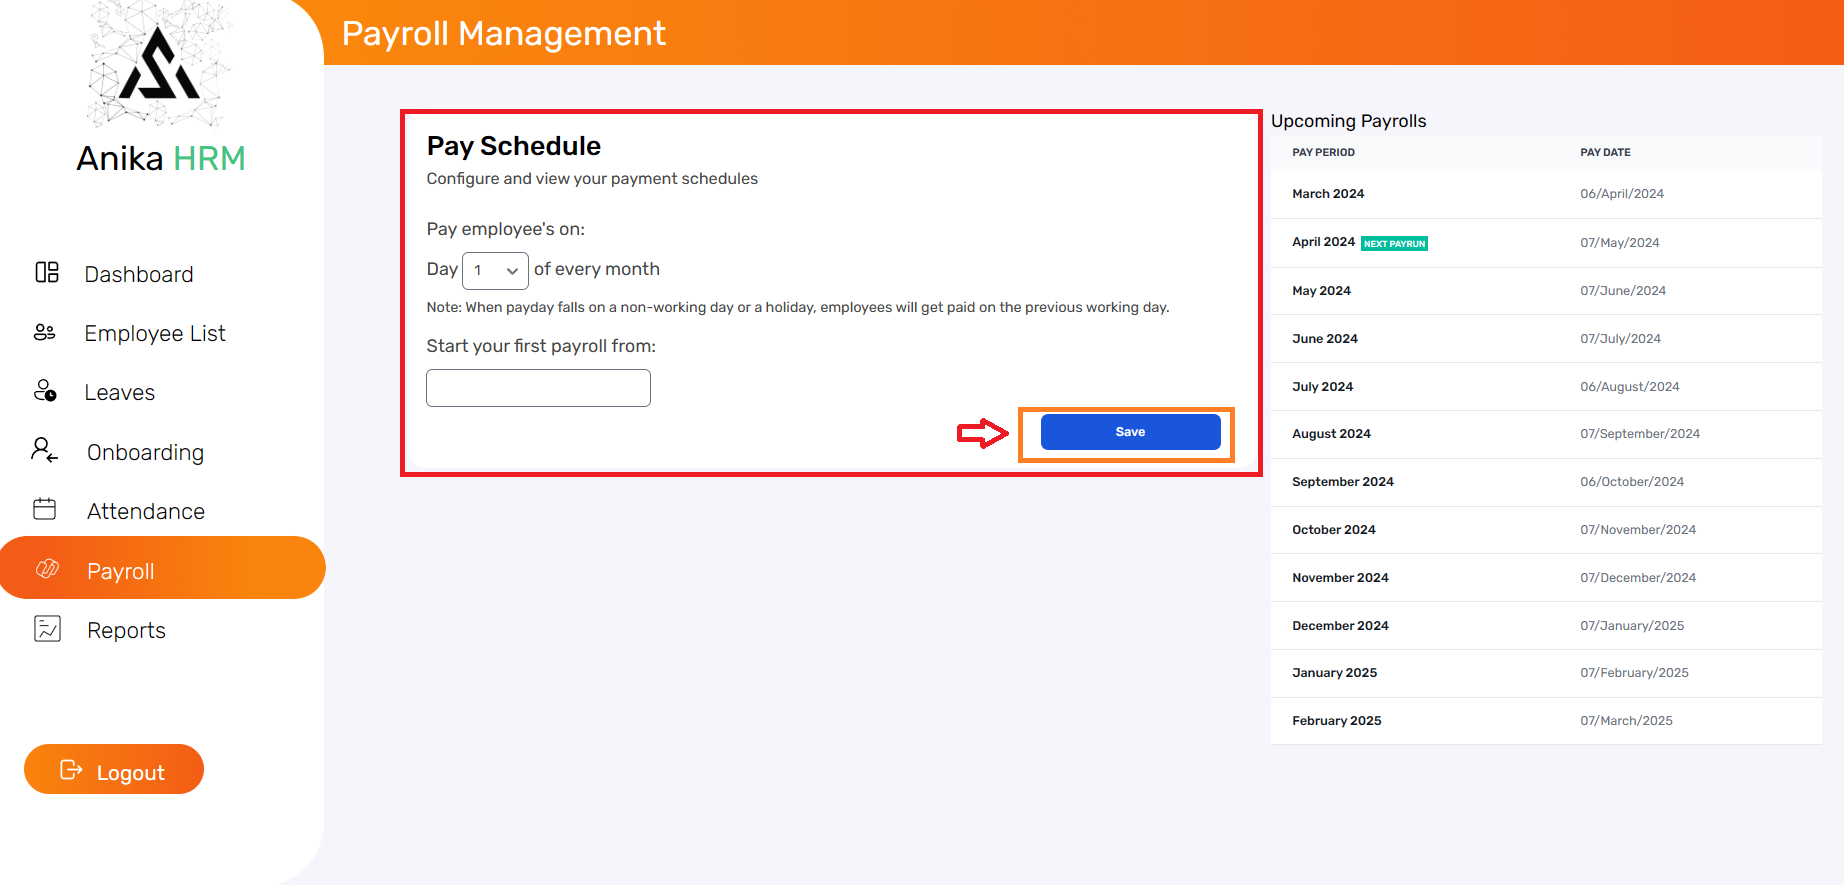 Anika HRM
Dashboard
Employee List
Leaves
Onboarding
Attendance
Payroll
Reports
Logout
Payroll Management
Pay Schedule
Configure and view your payment schedules
Pay employee's on:
Day 1 of every month
Note: When payday falls on a non-working day or a holiday, employees will get paid on the previous working day.
Start your first payroll from:
Save
Upcoming Payrolls
PAY PERIOD PAY DATE
March 2024 06/April/2024
April 2024 NEXT PAYRUN 07/May/2024
May 2024 07/June/2024
June 2024 07/July/2024
July 2024 06/August/2024
August 2024 07/September/2024
September 2024 06/October/2024
October 2024 07/November/2024
November 2024 07/December/2024
December 2024 07/January/2025
January 2025 07/February/2025
February 2025 07/March/2025